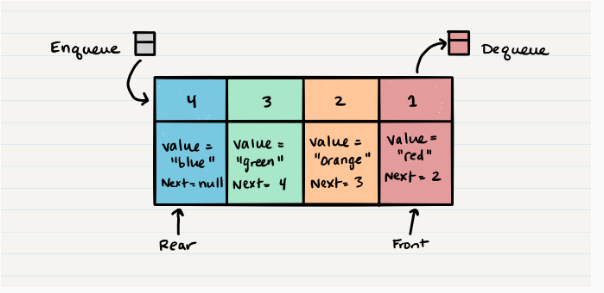 Enqueue
Dequeue
4
3
2
1
value =
"blue"
Next=null
value =
"green"
Next= 4
value =
"orange"
Next= 3
value =
"red"
Next= 2
Rear
Front